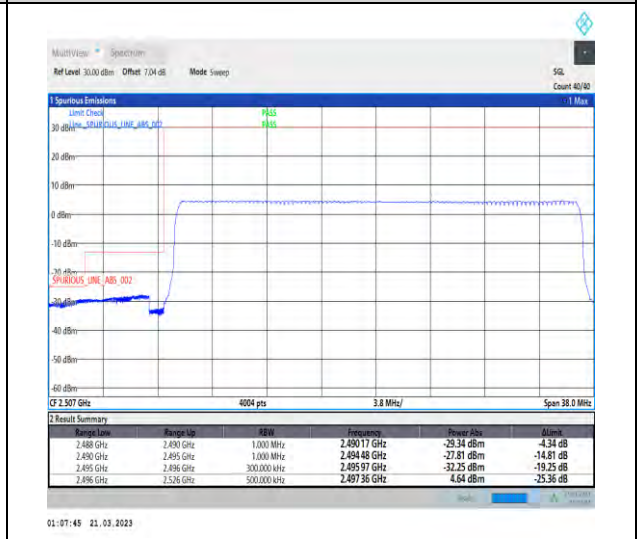 MultiView Spectrum
Ref Level 30.00 dBm Offset 7.04 dB Mode Sweep SGL
Count 40/40
1 Spurious Emissions 1 Max
Limit Check PASS
30 dBm Line _SPURIOUS_LINE_ABS_002 PASS
20 dBm
10 dBm
0 dBm
-10 dBm
-20 dBm
SPURIOUS_LINE_ABS_002
-30 dBm
-40 dBm
-50 dBm
-60 dBm
CF 2.507 GHz 4004 pts 3.8 MHz/ Span 38.0 MHz
2 Result Summary
Range Low Range Up RBW Frequency Power Abs ΔLimit
2.488 GHz 2.490 GHz 1.000 MHz 2.490 17 GHz -29.34 dBm -4.34 dB
2.490 GHz 2.495 GHz 1.000 MHz 2.494 48 GHz -27.81 dBm -14.81 dB
2.495 GHz 2.496 GHz 300.000 kHz 2.495 97 GHz -32.25 dBm -19.25 dB
2.496 GHz 2.526 GHz 500.000 kHz 2.497 36 GHz 4.64 dBm -25.36 dB
01:07:45 21.03.2023